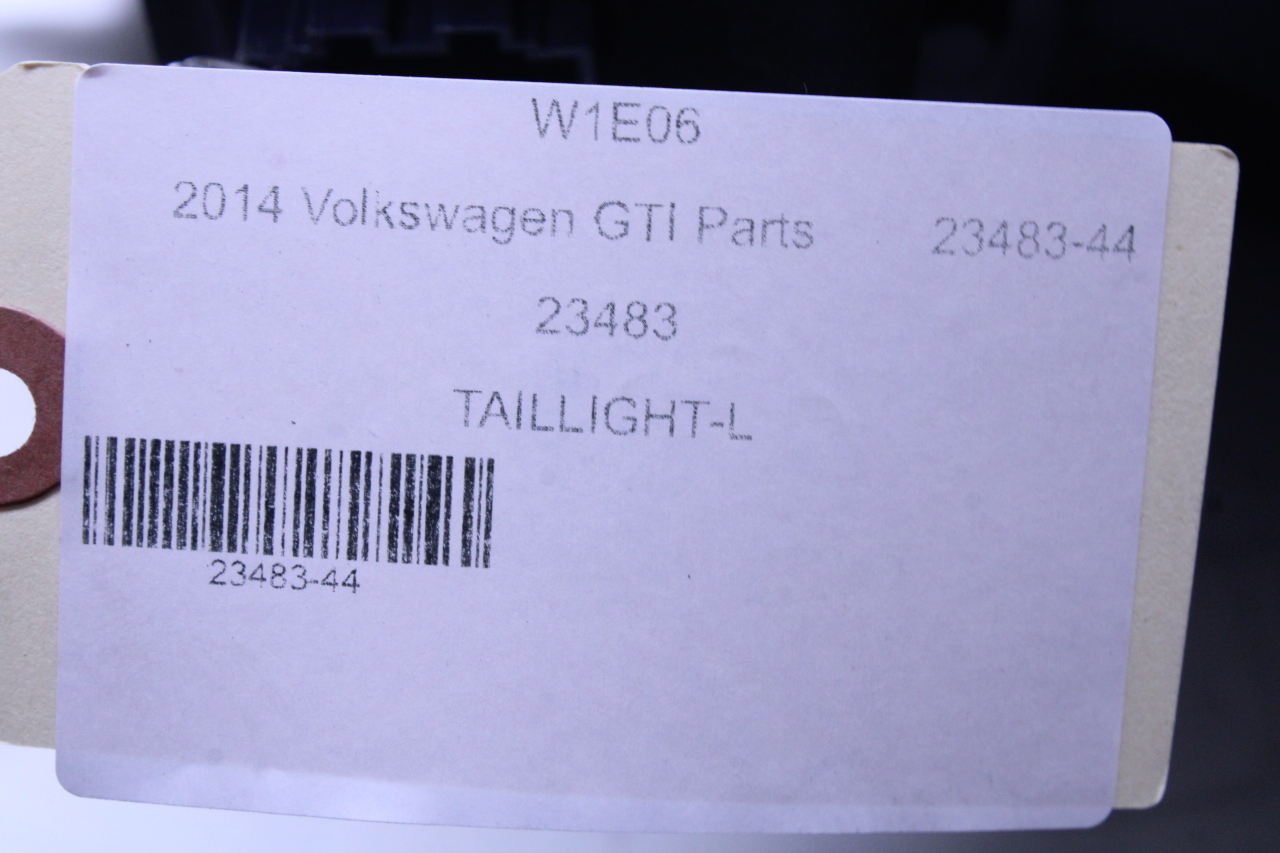 W1E06
2014 Volkswagen GTI Parts 23483-44
23483
TAILLIGHT-L
23483-44